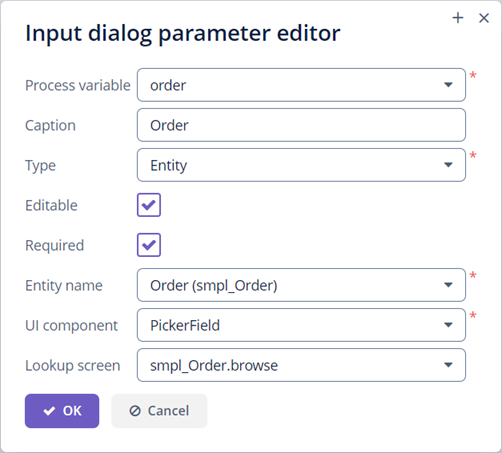 Input dialog parameter editor
Process variable order *
Caption Order
Type Entity *
Editable
Required
Entity name Order (smpl_Order) *
UI component PickerField *
Lookup screen smpl_Order.browse
OK Cancel